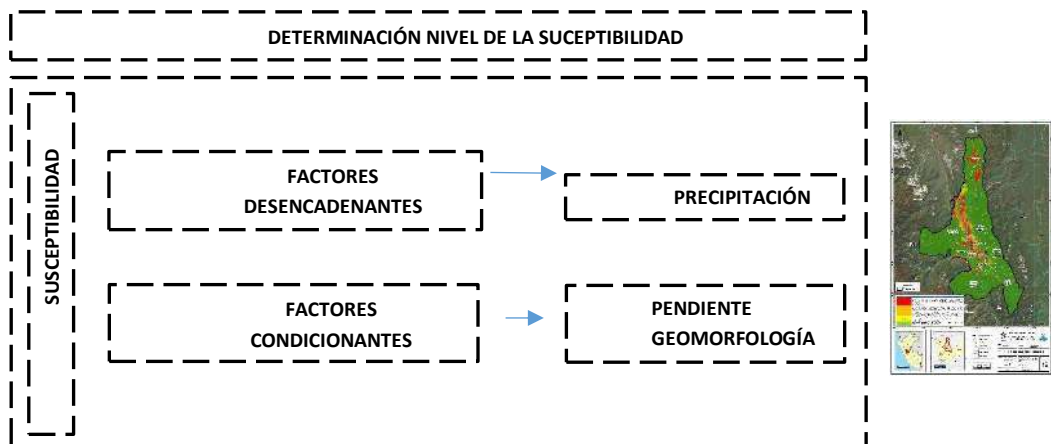 DETERMINACIÓN NIVEL DE LA SUCEPTIBILIDAD
SUSCEPTIBILIDAD
FACTORES
DESENCADENANTES
PRECIPITACIÓN
FACTORES
CONDICIONANTES
PENDIENTE
GEOMORFOLOGÍA